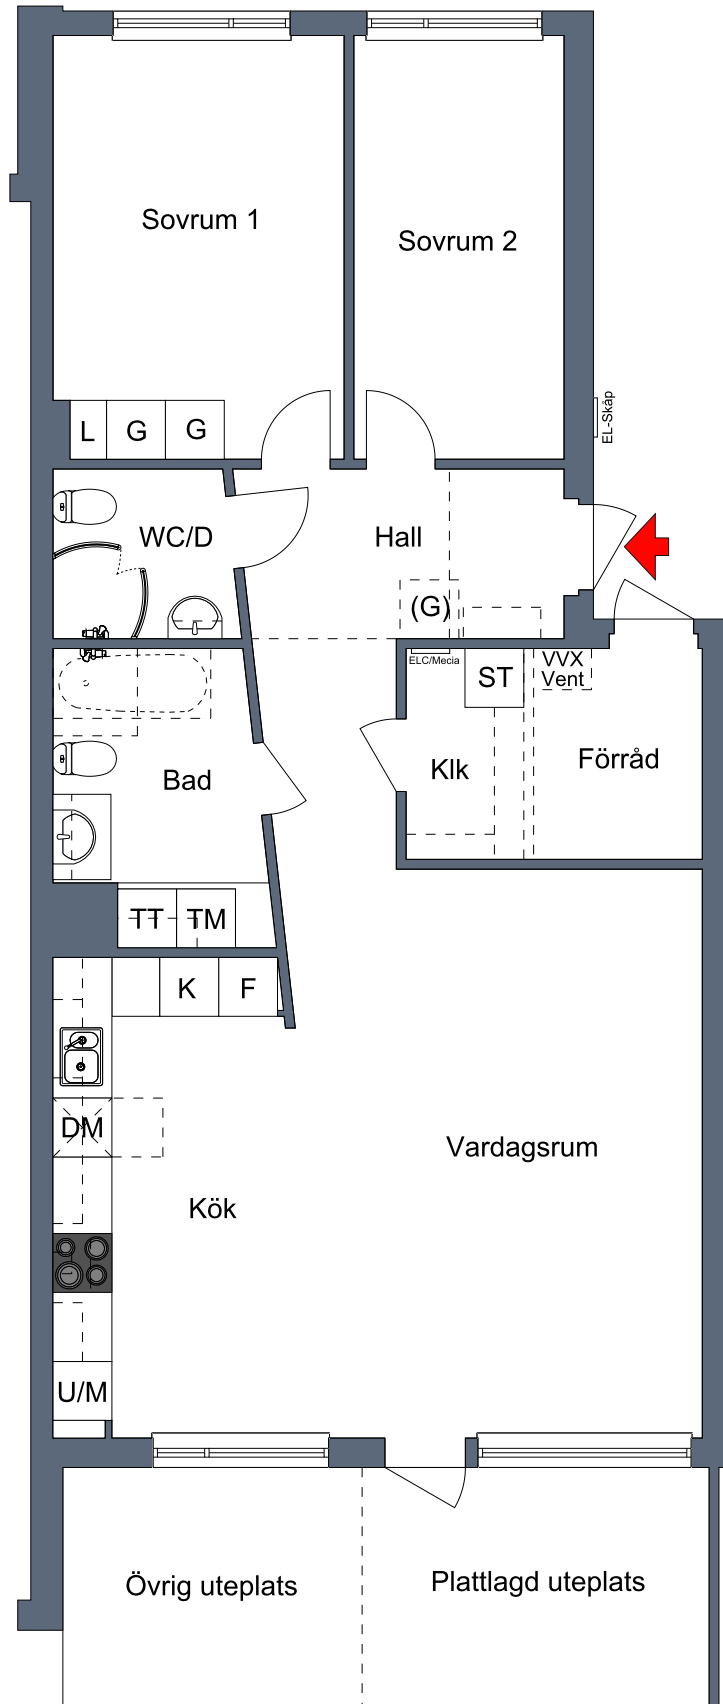 Sovrum 1
Sovrum 2
EL-Skåp
L
G
G
WC/D
Hall
(G)
ELC/Mecia
ST
VVX
Vent
Klk
Förråd
Bad
TT
TM
K
F
DM
Vardagsrum
Kök
U/M
Övrig uteplats
Plattlagd uteplats